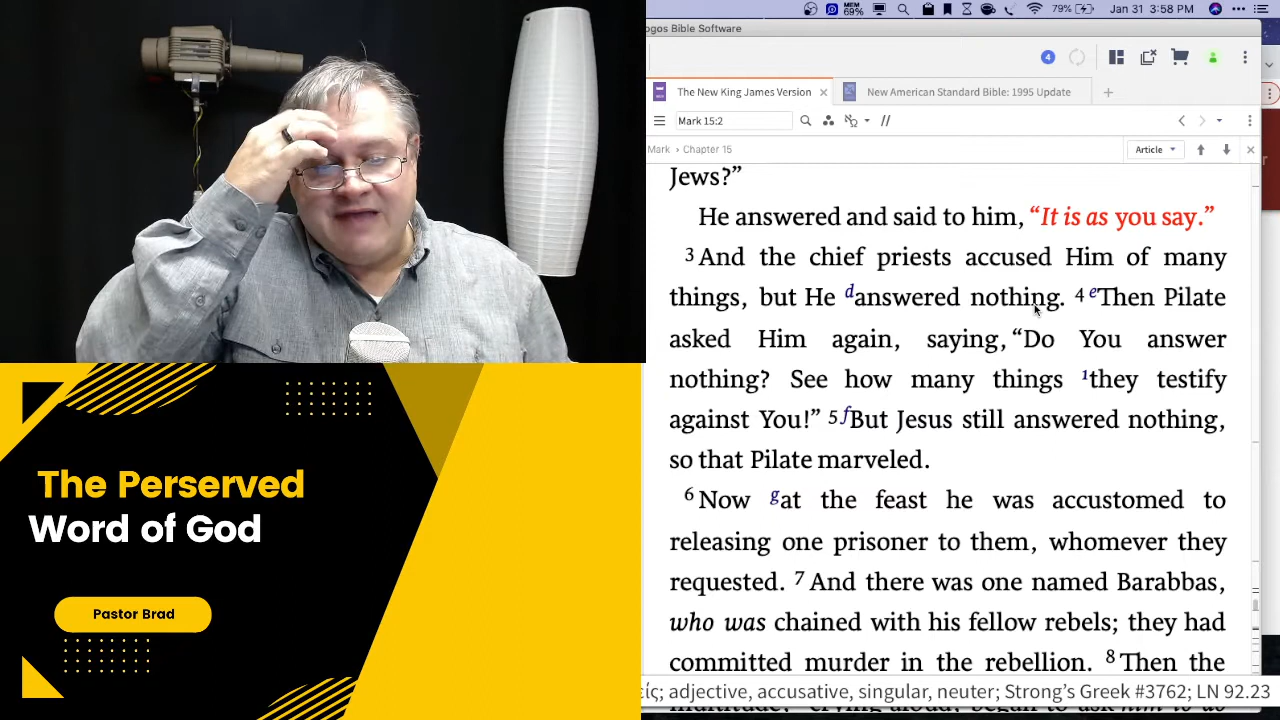 MEM
69%
79%
Jan 31 3:58 PM
ogos Bible Software
4
The New King James Version
New American Standard Bible: 1995 Update
Mark 15:2
Mark › Chapter 15
Article
Jews?”
He answered and said to him, “It is as you say.”
3 And the chief priests accused Him of many
things, but He d answered nothing. 4 e Then Pilate
asked Him again, saying, “Do You answer
nothing? See how many things 1 they testify
against You!” 5 f But Jesus still answered nothing,
so that Pilate marveled.
6 Now g at the feast he was accustomed to
releasing one prisoner to them, whomever they
requested. 7 And there was one named Barabbas,
who was chained with his fellow rebels; they had
committed murder in the rebellion. 8 Then the
είς; adjective, accusative, singular, neuter; Strong’s Greek #3762; LN 92.23
The Perserved
Word of God
Pastor Brad